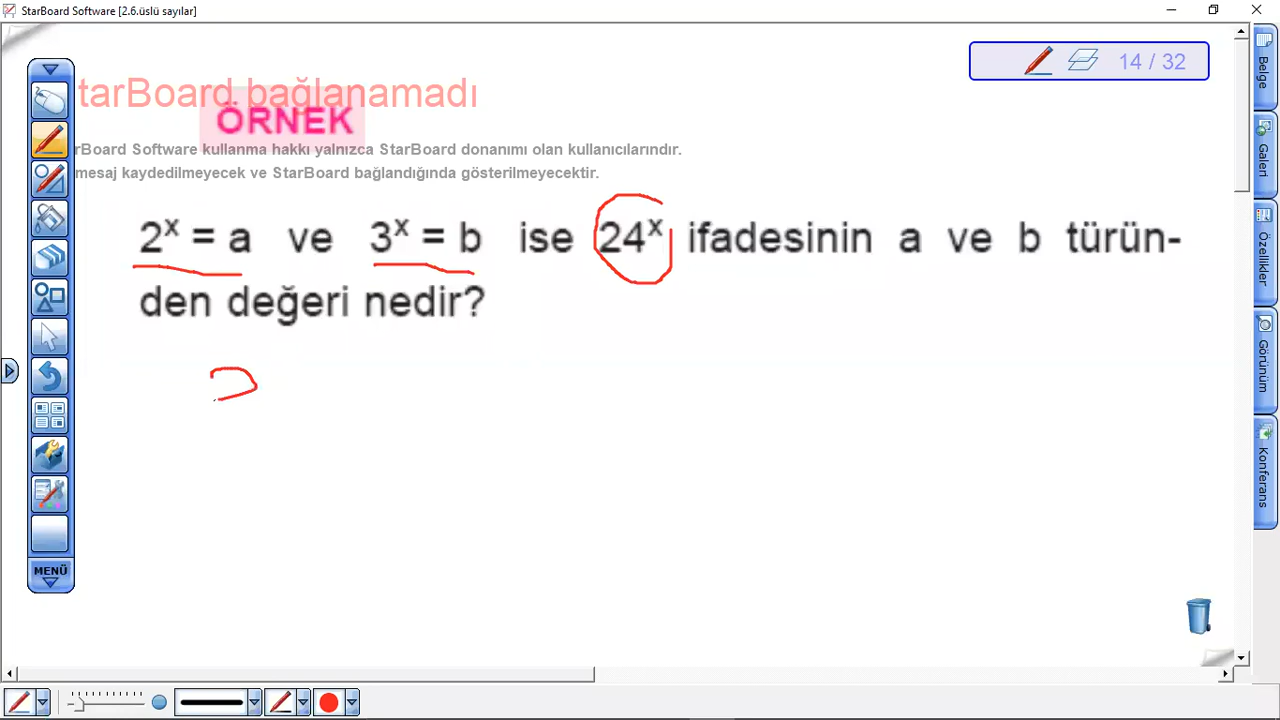 StarBoard Software [2.6.üslü sayılar]
tarBoard bağlanamadı
ÖRNEK
rBoard Software kullanma hakkı yalnızca StarBoard donanımı olan kullanıcılarındır.
mesaj kaydedilmeyecek ve StarBoard bağlandığında gösterilmeyecektir.
14 / 32
2ˣ = a ve 3ˣ = b ise 24ˣ ifadesinin a ve b türün-
den değeri nedir?
MENÜ
Belge
Galeri
Özellikler
Görünüm
Konferans